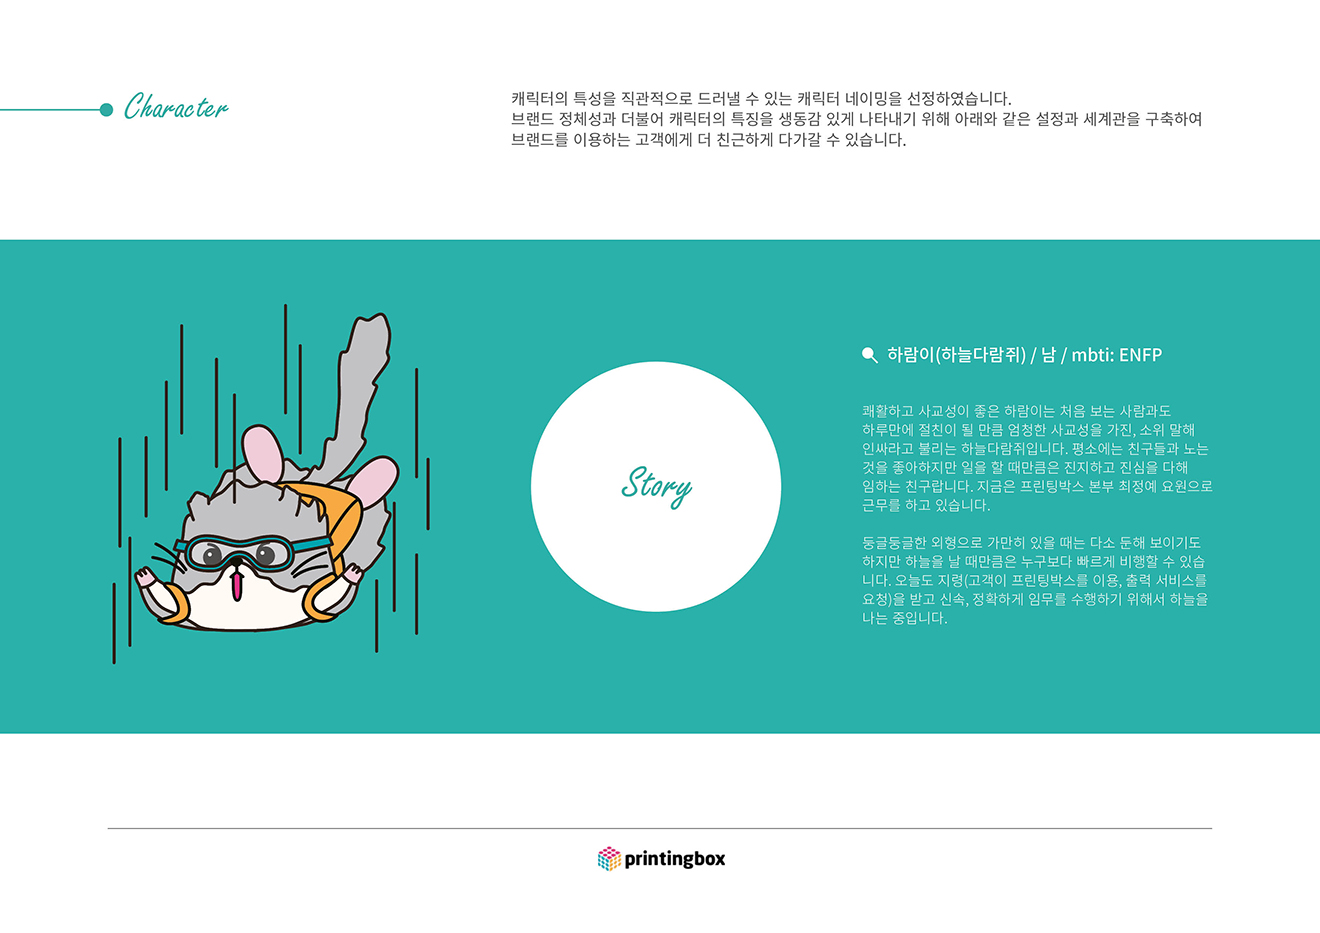 Character
캐릭터의 특성을 직관적으로 드러낼 수 있는 캐릭터 네이밍을 선정하였습니다.
브랜드 정체성과 더불어 캐릭터의 특징을 생동감 있게 나타내기 위해 아래와 같은 설정과 세계관을 구축하여
브랜드를 이용하는 고객에게 더 친근하게 다가갈 수 있습니다.
Story
하람이(하늘다람쥐) / 남 / mbti: ENFP
쾌활하고 사교성이 좋은 하람이는 처음 보는 사람과도
하루만에 절친이 될 만큼 엄청한 사교성을 가진, 소위 말해
인싸라고 불리는 하늘다람쥐입니다. 평소에는 친구들과 노는
것을 좋아하지만 일을 할 때만큼은 진지하고 진심을 다해
임하는 친구랍니다. 지금은 프린팅박스 본부 최정예 요원으로
근무를 하고 있습니다.
둥글둥글한 외형으로 가만히 있을 때는 다소 둔해 보이기도
하지만 하늘을 날 때만큼은 누구보다 빠르게 비행할 수 있습
니다. 오늘도 지령(고객이 프린팅박스를 이용, 출력 서비스를
요청)을 받고 신속, 정확하게 임무를 수행하기 위해서 하늘을
나는 중입니다.
printingbox